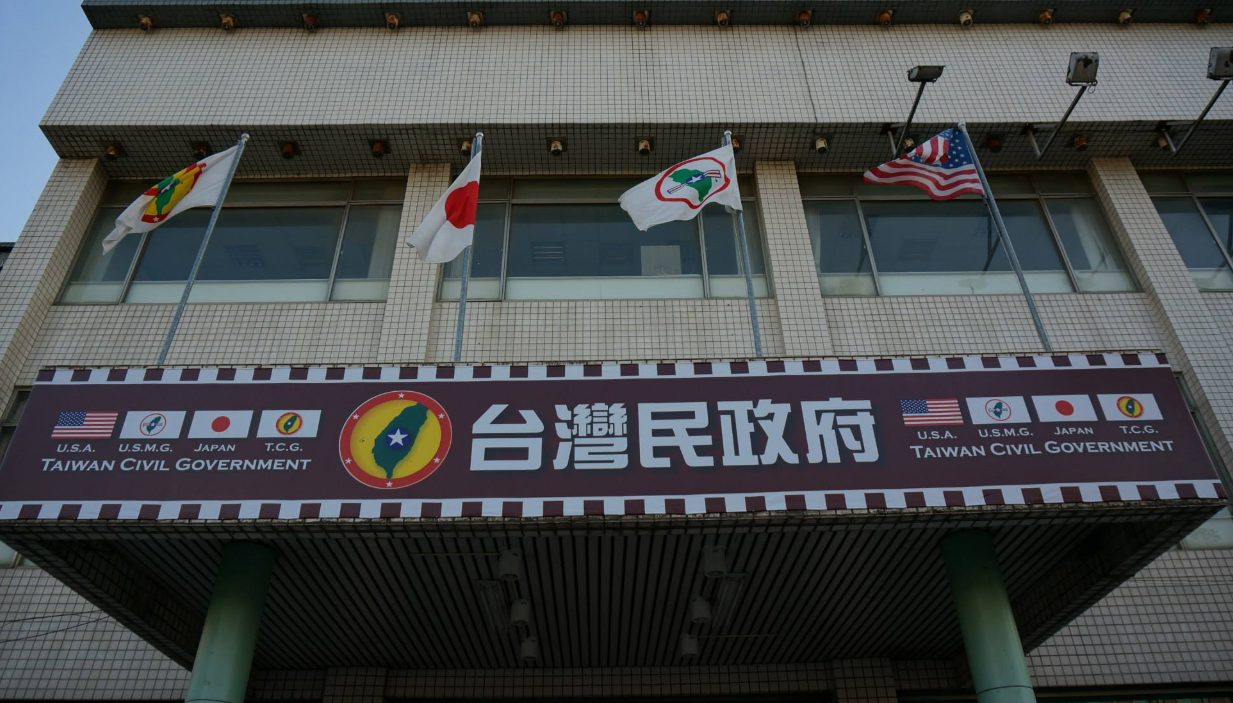 U.S.A. U.S.M.G. JAPAN T.C.G.
TAIWAN CIVIL GOVERNMENT
台灣民政府
U.S.A. U.S.M.G. JAPAN T.C.G.
TAIWAN CIVIL GOVERNMENT